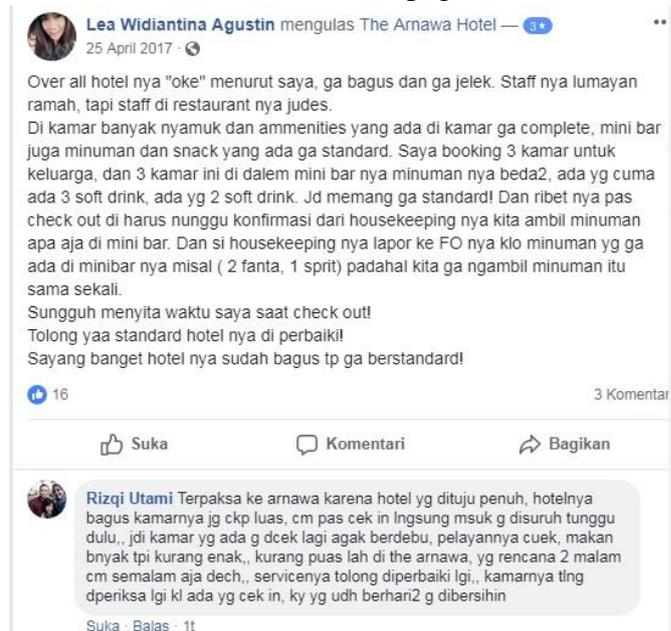 Lea Widiantina Agustin mengulas The Arnawa Hotel — 3★
25 April 2017 ·
Over all hotel nya "oke" menurut saya, ga bagus dan ga jelek. Staff nya lumayan
ramah, tapi staff di restaurant nya judes.
Di kamar banyak nyamuk dan ammenities yang ada di kamar ga complete, mini bar
juga minuman dan snack yang ada ga standard. Saya booking 3 kamar untuk
keluarga, dan 3 kamar ini di dalem mini bar nya minuman nya beda2, ada yg cuma
ada 3 soft drink, ada yg 2 soft drink. Jd memang ga standard! Dan ribet nya pas
check out di harus nunggu konfirmasi dari housekeeping nya kita ambil minuman
apa aja di mini bar. Dan si housekeeping nya lapor ke FO nya klo minuman yg ga
ada di minibar nya misal ( 2 fanta, 1 sprit) padahal kita ga ngambil minuman itu
sama sekali.
Sungguh menyita waktu saya saat check out!
Tolong yaa standard hotel nya di perbaiki!
Sayang banget hotel nya sudah bagus tp ga berstandard!
16
3 Komentar
Suka Komentari Bagikan
Rizqi Utami Terpaksa ke arnawa karena hotel yg dituju penuh, hotelnya
bagus kamarnya jg ckp luas, cm pas cek in lngsung msuk g disuruh tunggu
dulu,, jdi kamar yg ada g dcek lagi agak berdebu, pelayannya cuek, makan
bnyak tpi kurang enak,, kurang puas lah di the arnawa, yg rencana 2 malam
cm semalam aja dech,, servicenya tolong diperbaiki lgi,, kamarnya tlng
dperiksa lgi kl ada yg cek in, ky yg udh berhari2 g dibersihin
Suka · Balas · 1t